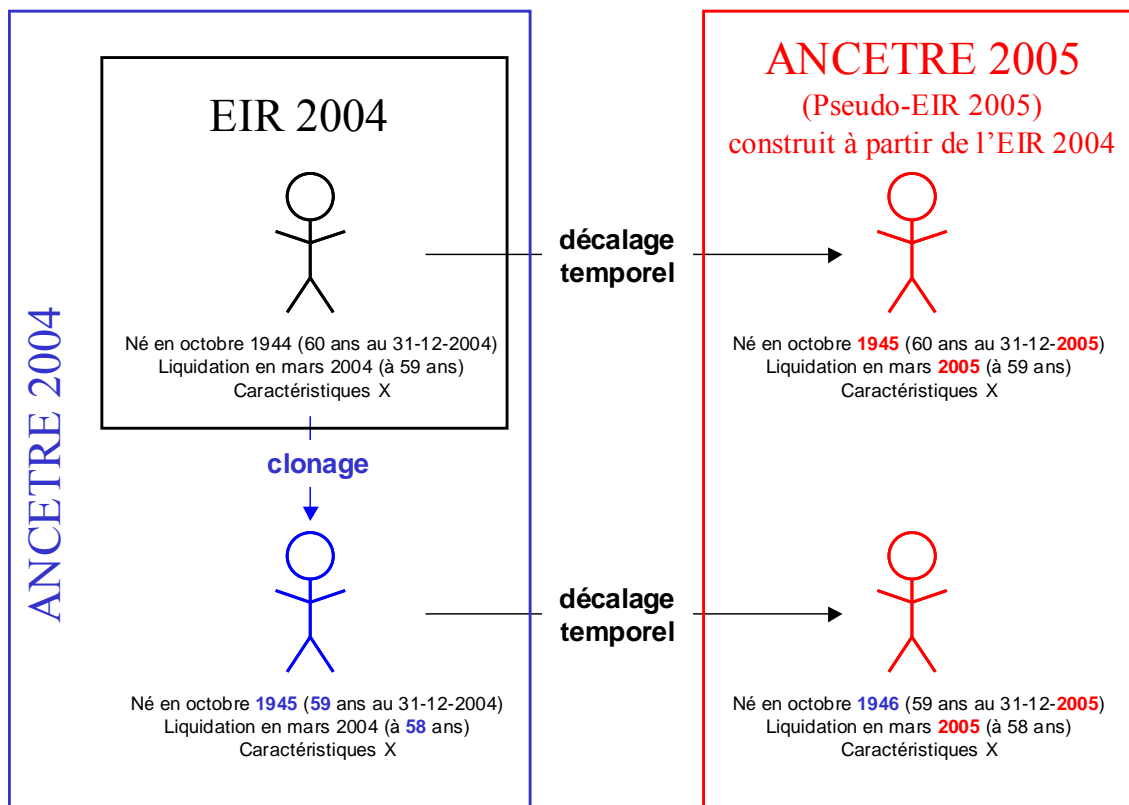 ANCETRE 2004
EIR 2004
Né en octobre 1944 (60 ans au 31-12-2004)
Liquidation en mars 2004 (à 59 ans)
Caractéristiques X
clonage
Né en octobre 1945 (59 ans au 31-12-2004)
Liquidation en mars 2004 (à 58 ans)
Caractéristiques X
décalage
temporel
décalage
temporel
ANCETRE 2005
(Pseudo-EIR 2005)
construit à partir de l’EIR 2004
Né en octobre 1945 (60 ans au 31-12-2005)
Liquidation en mars 2005 (à 59 ans)
Caractéristiques X
Né en octobre 1946 (59 ans au 31-12-2005)
Liquidation en mars 2005 (à 58 ans)
Caractéristiques X